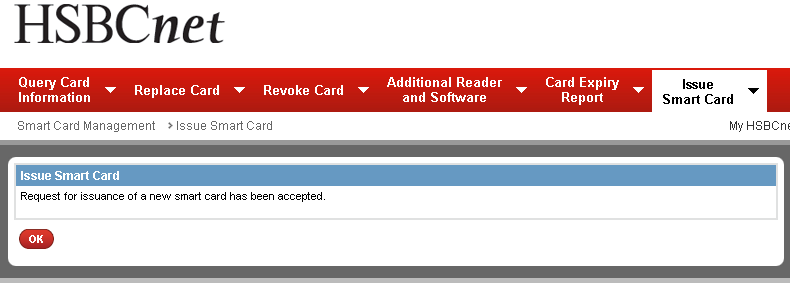 HSBCnet
Query Card
Information
Replace Card
Revoke Card
Additional Reader
and Software
Card Expiry
Report
Issue
Smart Card
Smart Card Management > Issue Smart Card
My HSBCne
Issue Smart Card
Request for issuance of a new smart card has been accepted.
OK